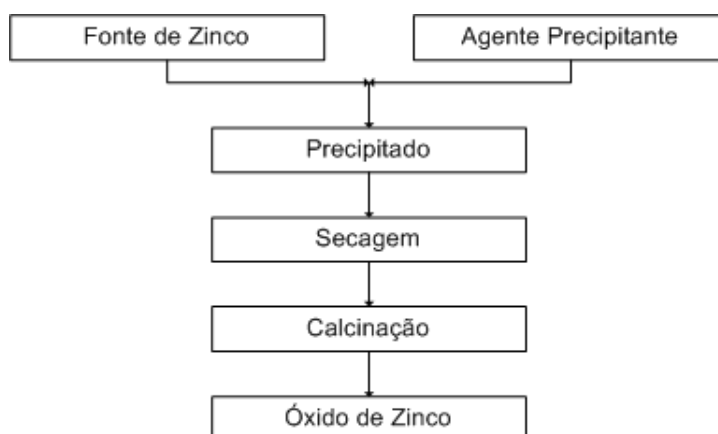 Fonte de Zinco
Agente Precipitante
Precipitado
Secagem
Calcinação
Óxido de Zinco